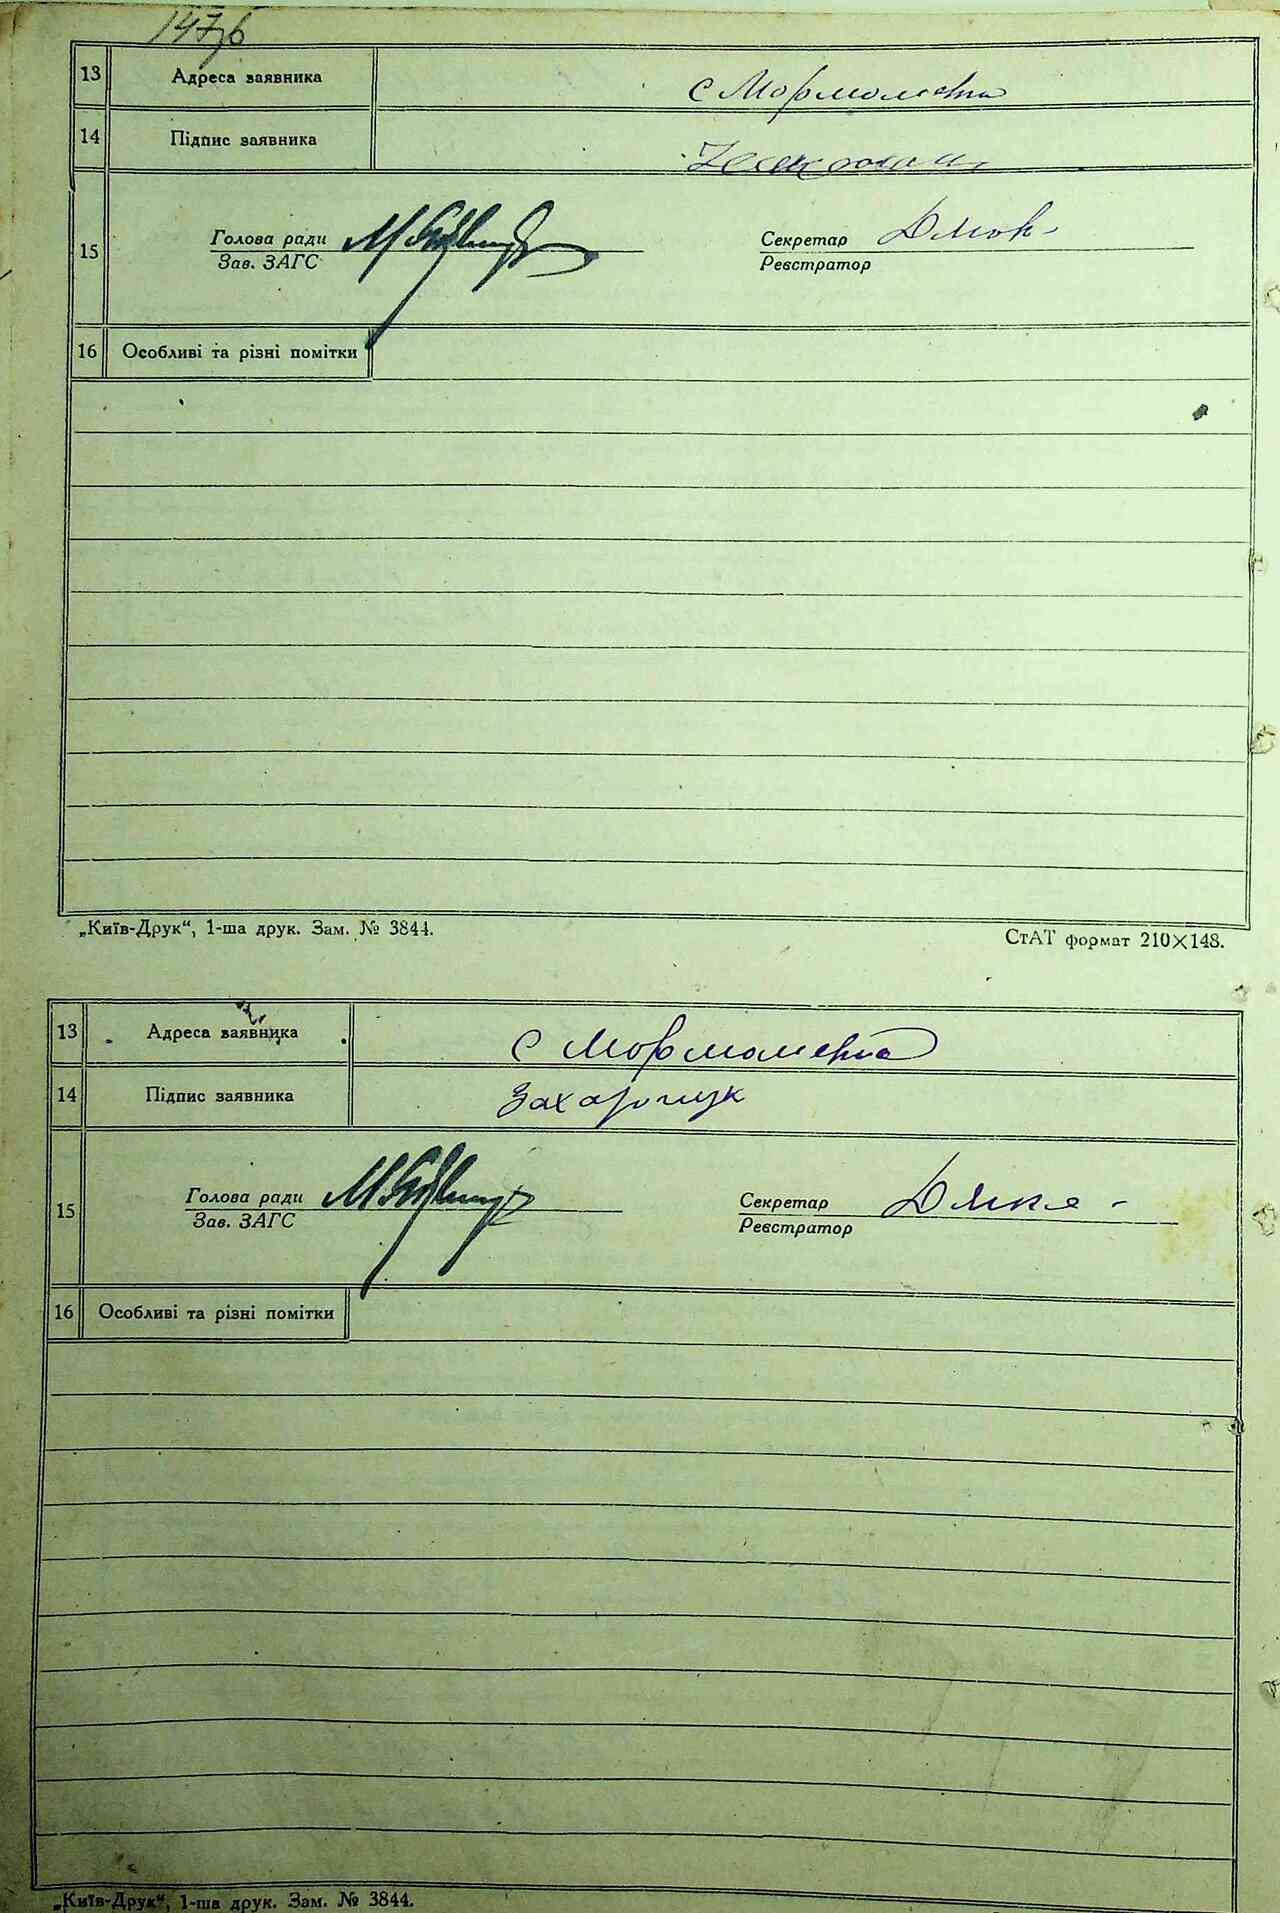 13 Адреса заявника с Мормолієвка
14 Підпис заявника
15 Голова ради Секретар
Зав. ЗАГС Реєстратор
16 Особливі та різні помітки
„Київ-Друк“, 1-ша друк. Зам. № 3844. СтАТ формат 210×148.
13 Адреса заявника с
14 Підпис заявника Захарчук
15 Голова ради Секретар
Зав. ЗАГС Реєстратор
16 Особливі та різні помітки
„Київ-Друк“, 1-ша друк. Зам. № 3844.